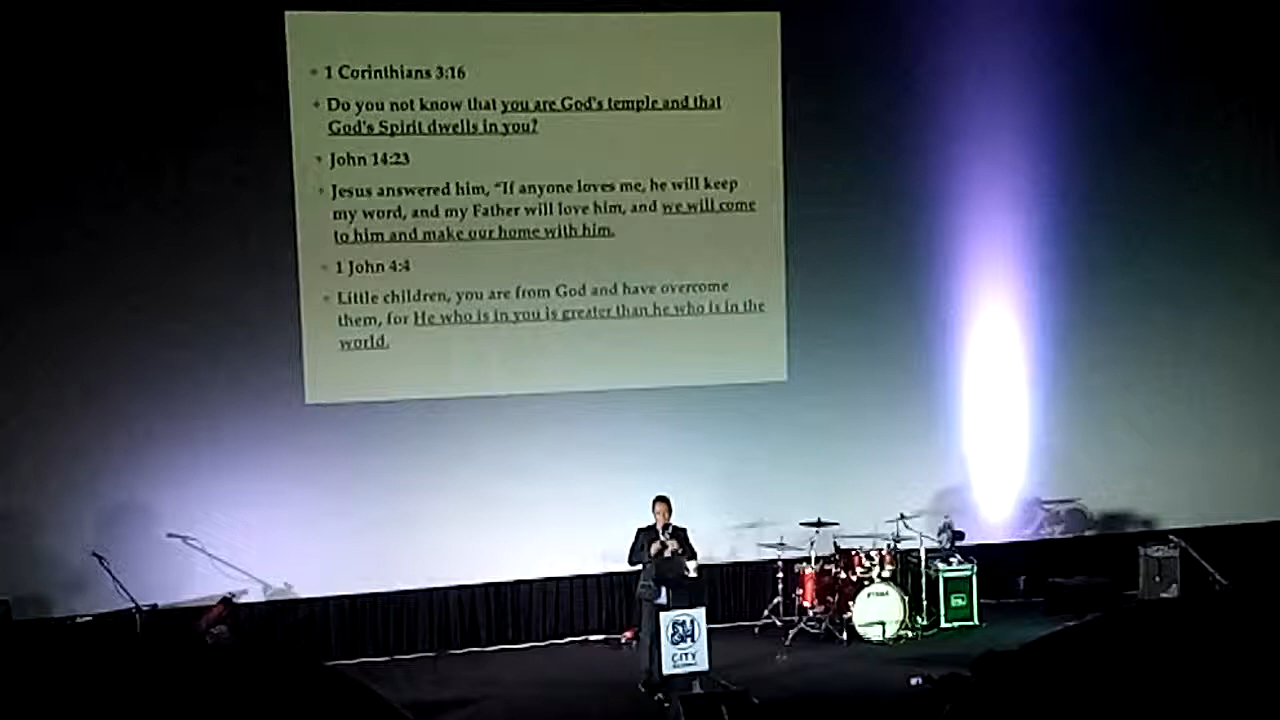 1 Corinthians 3:16
Do you not know that you are God's temple and that
God's Spirit dwells in you?
John 14:23
Jesus answered him, "If anyone loves me, he will keep
my word, and my Father will love him, and we will come
to him and make our home with him.
1 John 4:4
Little children, you are from God and have overcome
them, for He who is in you is greater than he who is in the
world.
TAMA
CITY